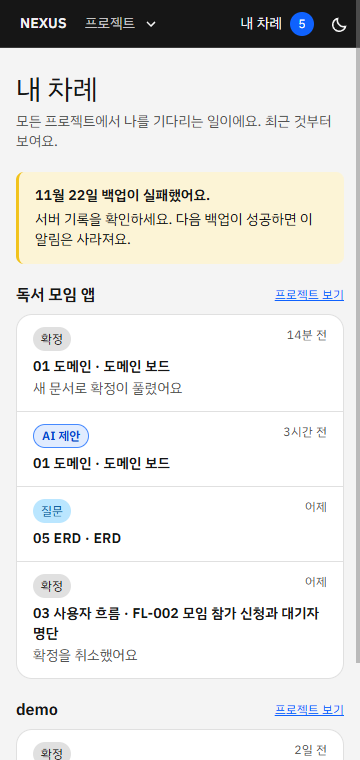 NEXUS 프로젝트 내 차례 5
내 차례
모든 프로젝트에서 나를 기다리는 일이에요. 최근 것부터
보여요.
11월 22일 백업이 실패했어요.
서버 기록을 확인하세요. 다음 백업이 성공하면 이
알림은 사라져요.
독서 모임 앱 프로젝트 보기
확정 14분 전
01 도메인 · 도메인 보드
새 문서로 확정이 풀렸어요
AI 제안 3시간 전
01 도메인 · 도메인 보드
질문 어제
05 ERD · ERD
확정 어제
03 사용자 흐름 · FL-002 모임 참가 신청과 대기자
명단
확정을 취소했어요
demo 프로젝트 보기
확정 2일 전